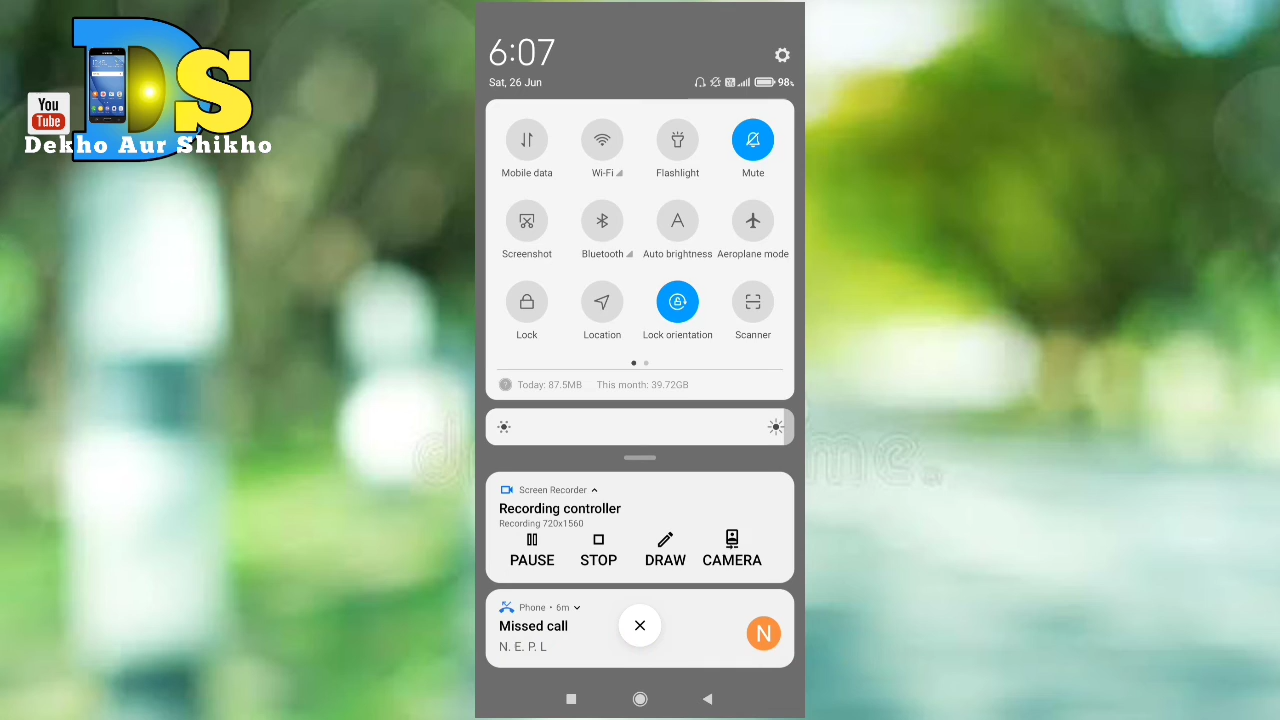 You
Tube
DS
Dekho Aur Shikho
6:07
Sat, 26 Jun
98%
Mobile data
Wi-Fi
Flashlight
Mute
Screenshot
Bluetooth
A
Auto brightness
Aeroplane mode
Lock
Location
Lock orientation
Scanner
Today: 87.5MB
This month: 39.72GB
Screen Recorder
Recording controller
Recording 720x1560
PAUSE
STOP
DRAW
CAMERA
Phone • 6m
Missed call
N. E. P. L
N